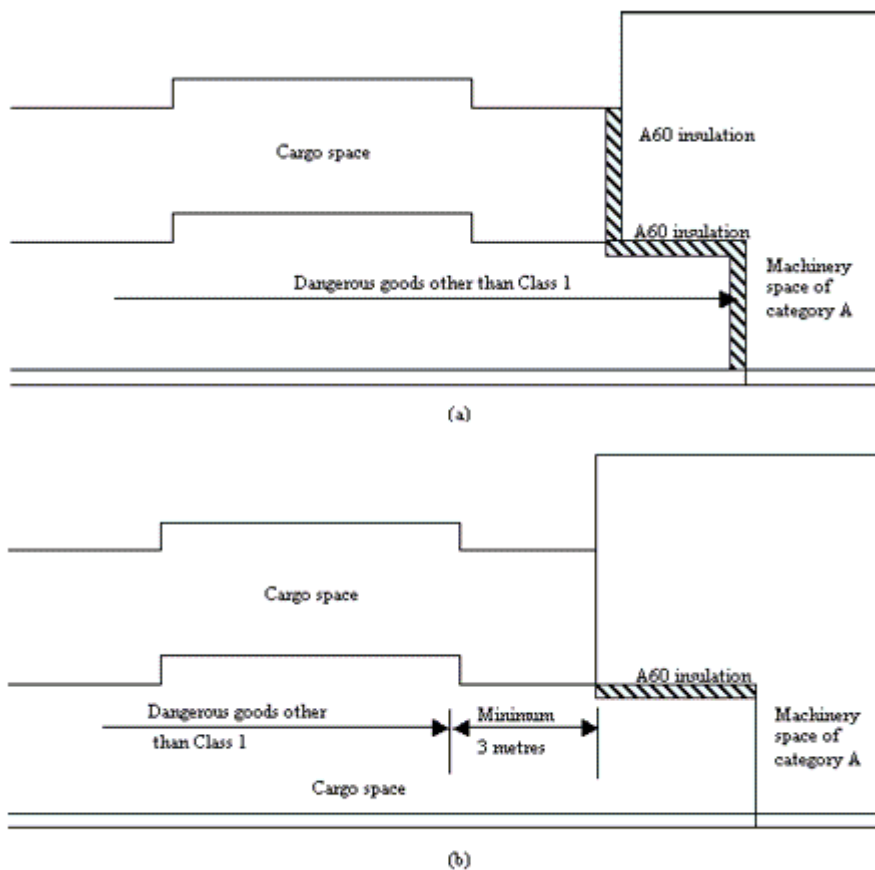 A60 insulation
Cargo space
A60 insulation
Dangerous goods other than Class 1
Machinery
space of
category A
(a)
Cargo space
A60 insulation
Dangerous goods other
than Class 1
Minimum
3 metres
Machinery
space of
category A
Cargo space
(b)